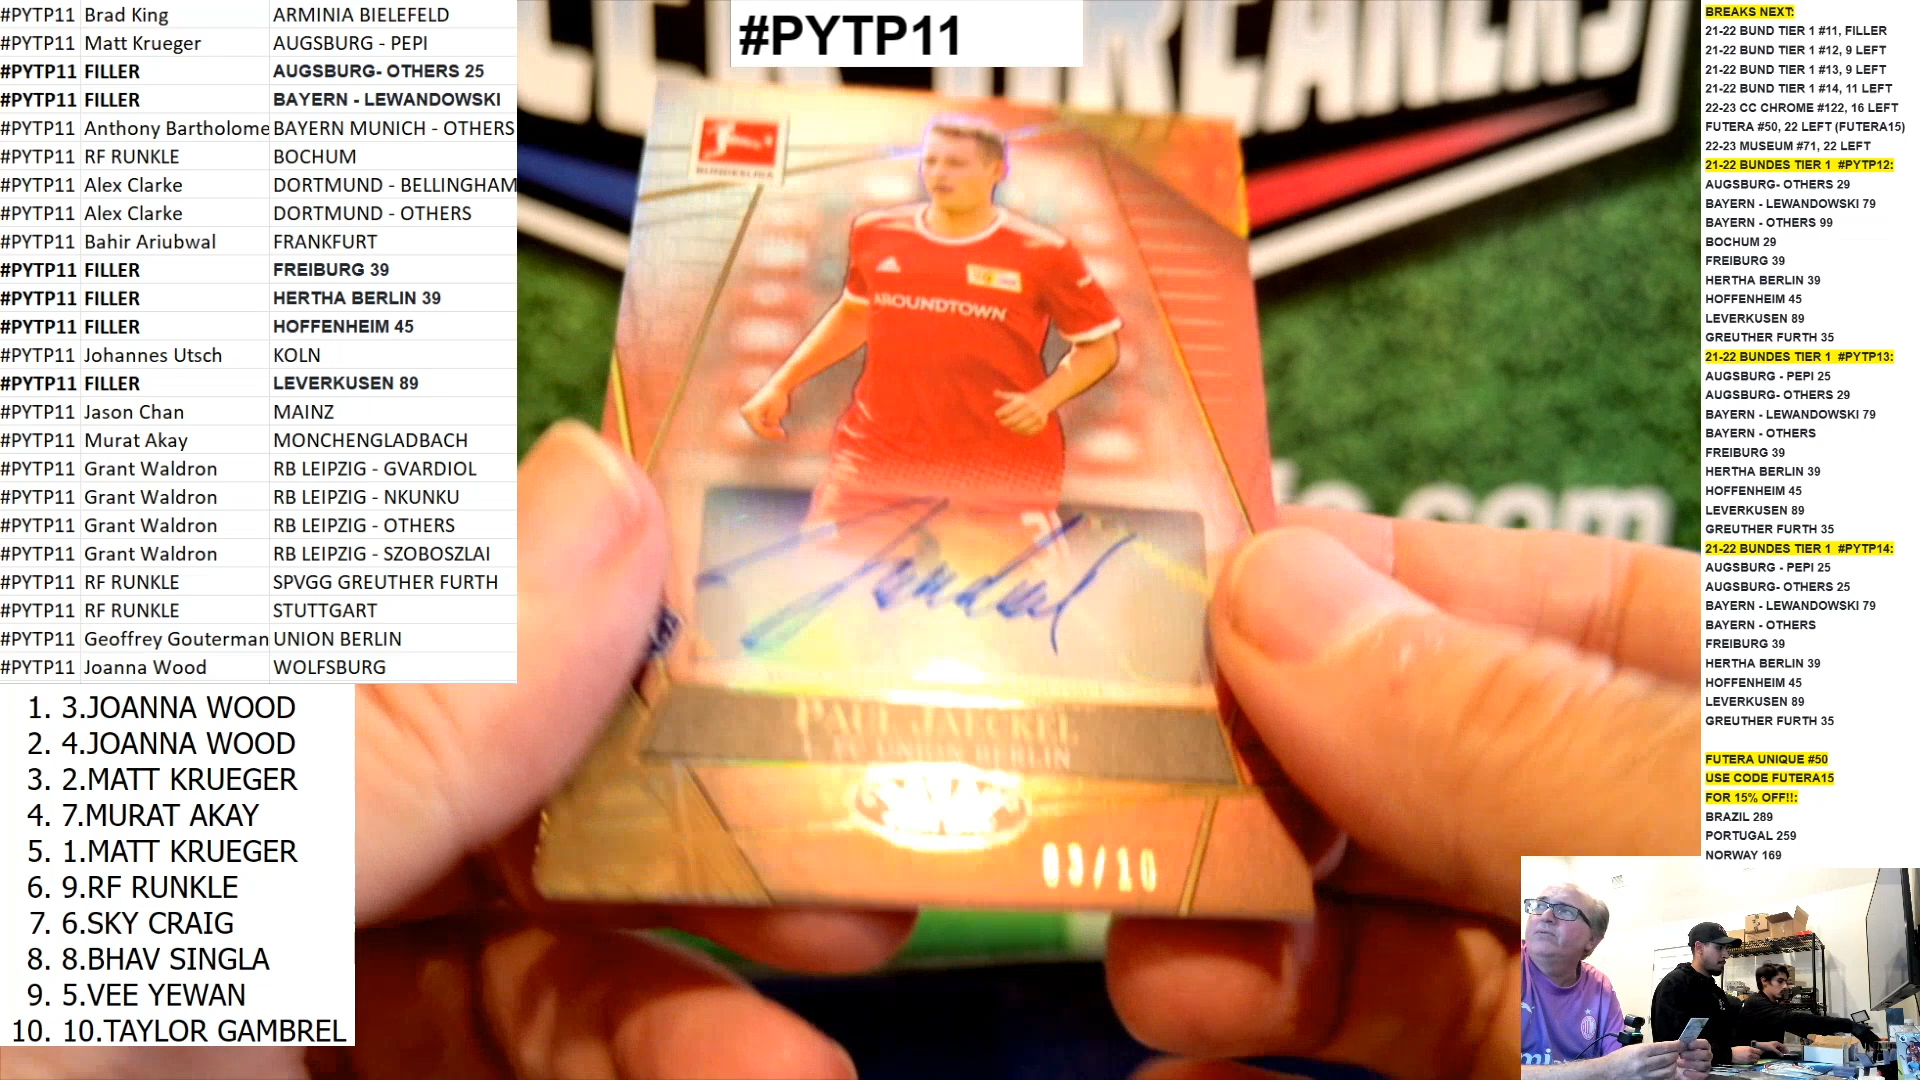 #PYTP11 Brad King ARMINIA BIELEFELD
#PYTP11 Matt Krueger AUGSBURG - PEPI
#PYTP11 FILLER AUGSBURG- OTHERS 25
#PYTP11 FILLER BAYERN - LEWANDOWSKI
#PYTP11 Anthony Bartholome BAYERN MUNICH - OTHERS
#PYTP11 RF RUNKLE BOCHUM
#PYTP11 Alex Clarke DORTMUND - BELLINGHAM
#PYTP11 Alex Clarke DORTMUND - OTHERS
#PYTP11 Bahir Ariubwal FRANKFURT
#PYTP11 FILLER FREIBURG 39
#PYTP11 FILLER HERTHA BERLIN 39
#PYTP11 FILLER HOFFENHEIM 45
#PYTP11 Johannes Utsch KOLN
#PYTP11 FILLER LEVERKUSEN 89
#PYTP11 Jason Chan MAINZ
#PYTP11 Murat Akay MONCHENGLADBACH
#PYTP11 Grant Waldron RB LEIPZIG - GVARDIOL
#PYTP11 Grant Waldron RB LEIPZIG - NKUNKU
#PYTP11 Grant Waldron RB LEIPZIG - OTHERS
#PYTP11 Grant Waldron RB LEIPZIG - SZOBOSZLAI
#PYTP11 RF RUNKLE SPVGG GREUTHER FURTH
#PYTP11 RF RUNKLE STUTTGART
#PYTP11 Geoffrey Gouterman UNION BERLIN
#PYTP11 Joanna Wood WOLFSBURG
1. 3.JOANNA WOOD
2. 4.JOANNA WOOD
3. 2.MATT KRUEGER
4. 7.MURAT AKAY
5. 1.MATT KRUEGER
6. 9.RF RUNKLE
7. 6.SKY CRAIG
8. 8.BHAV SINGLA
9. 5.VEE YEWAN
10. 10.TAYLOR GAMBREL
#PYTP11
BUNDESLIGA
AROUNDTOWN
PAUL JAECKEL
1. FC UNION BERLIN
03/10
.com
BREAKS NEXT:
21-22 BUND TIER 1 #11, FILLER
21-22 BUND TIER 1 #12, 9 LEFT
21-22 BUND TIER 1 #13, 9 LEFT
21-22 BUND TIER 1 #14, 11 LEFT
22-23 CC CHROME #122, 16 LEFT
FUTERA #50, 22 LEFT (FUTERA15)
22-23 MUSEUM #71, 22 LEFT
21-22 BUNDES TIER 1 #PYTP12:
AUGSBURG- OTHERS 29
BAYERN - LEWANDOWSKI 79
BAYERN - OTHERS 99
BOCHUM 29
FREIBURG 39
HERTHA BERLIN 39
HOFFENHEIM 45
LEVERKUSEN 89
GREUTHER FURTH 35
21-22 BUNDES TIER 1 #PYTP13:
AUGSBURG - PEPI 25
AUGSBURG- OTHERS 29
BAYERN - LEWANDOWSKI 79
BAYERN - OTHERS
FREIBURG 39
HERTHA BERLIN 39
HOFFENHEIM 45
LEVERKUSEN 89
GREUTHER FURTH 35
21-22 BUNDES TIER 1 #PYTP14:
AUGSBURG - PEPI 25
AUGSBURG- OTHERS 25
BAYERN - LEWANDOWSKI 79
BAYERN - OTHERS
FREIBURG 39
HERTHA BERLIN 39
HOFFENHEIM 45
LEVERKUSEN 89
GREUTHER FURTH 35
FUTERA UNIQUE #50
USE CODE FUTERA15
FOR 15% OFF!!:
BRAZIL 289
PORTUGAL 259
NORWAY 169